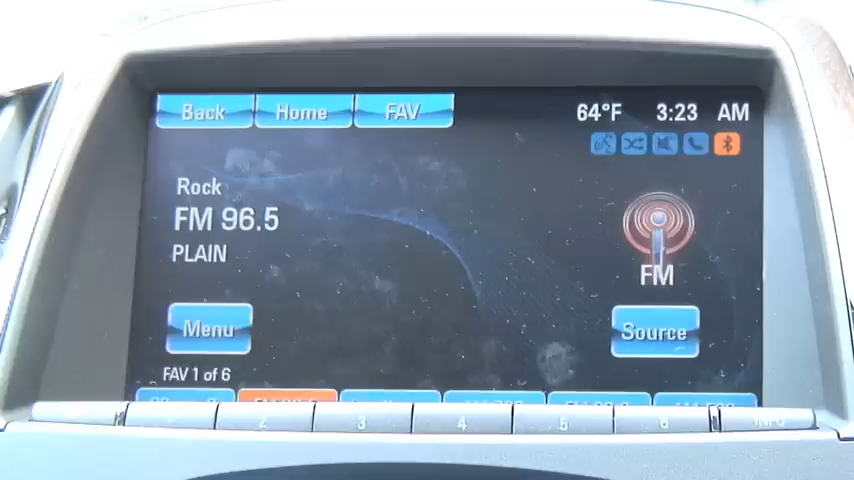 Back Home FAV 64°F 3:23 AM
Rock
FM 96.5
PLAIN
FM
Menu Source
FAV 1 of 6
2 3 4 5 6 INFO